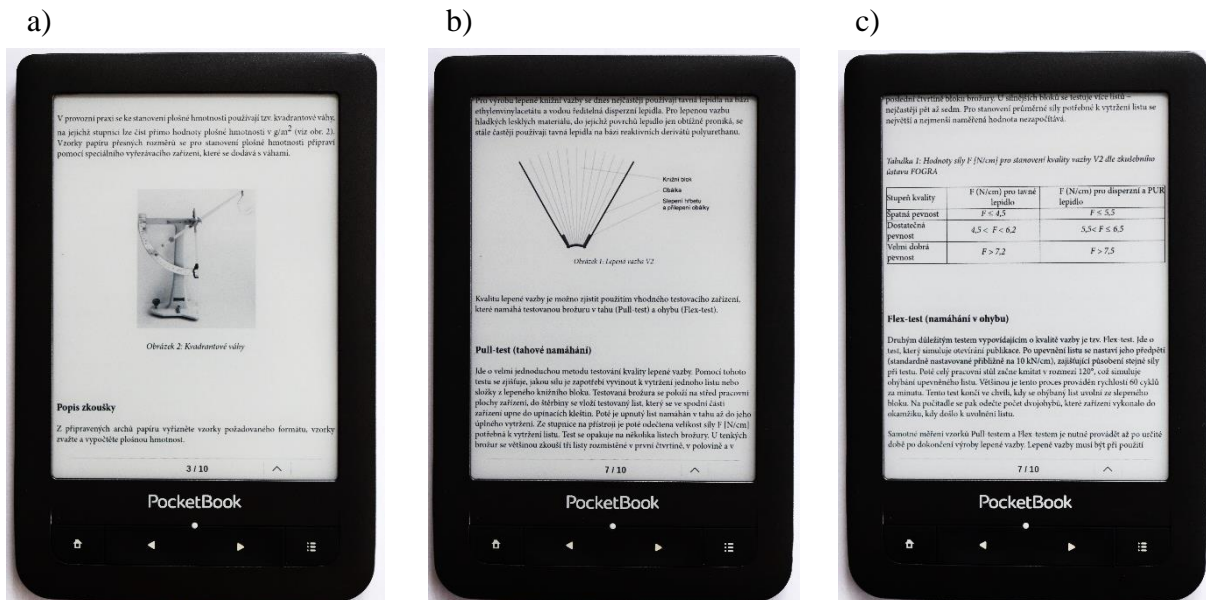 a)
b)
c)
V provozní praxi se ke stanovení plošné hmotnosti používají tzv. kvadrantové váhy,
na jejichž stupnici lze číst přímo hodnoty plošné hmotnosti v g/m² (viz obr. 2).
Vzorky papíru přesných rozměrů se pro stanovení plošné hmotnosti připraví
pomocí speciálního vyřezávacího zařízení, které se dodává s váhami.
Obrázek 2: Kvadrantové váhy
Popis zkoušky
Z připravených archů papíru vyřízněte vzorky požadovaného formátu, vzorky
zvažte a vypočtěte plošnou hmotnost.
3 / 10
PocketBook
Pro výrobu lepené knižní vazby se dnes nejčastěji používají tavná lepidla na bázi
ethylenvinylacetátu a vodou ředitelná disperzní lepidla. Pro lepenou vazbu
hladkých lesklých materiálu, do jejichž povrchů lepidlo jen obtížně proniká, se
stále častěji používají tavná lepidla na bázi reaktivních derivátů polyurethanu.
Knižní blok
Obálka
Slepení hřbetu
a přilepení obálky
Obrázek 1: Lepená vazba V2
Kvalitu lepené vazby je možno zjistit použitím vhodného testovacího zařízení,
které namáhá testovanou brožuru v tahu (Pull-test) a ohybu (Flex-test).
Pull-test (tahové namáhání)
Jde o velmi jednoduchou metodu testování kvality lepené vazby. Pomocí tohoto
testu se zjišťuje, jakou sílu je zapotřebí vyvinout k vytržení jednoho listu nebo
složky z lepeného knižního bloku. Testovaná brožura se položí na střed pracovní
plochy zařízení, do štěrbiny se vloží testovaný list, který se ve spodní části
zařízení upne do upínacích kleštin. Poté je upnutý list namáhán v tahu až do jeho
úplného vytržení. Ze stupnice na přístroji je poté odečtena velikost síly F [N/cm]
potřebná k vytržení listu. Test se opakuje na několika listech brožury. U tenkých
brožur se většinou zkouší tři listy rozmístěné v první čtvrtině, v polovině a v
7 / 10
PocketBook
poslední čtvrtině bloku brožury. U silnějších bloků se testuje více listů –
nejčastěji pět až sedm. Pro stanovení průměrné síly potřebné k vytržení listu se
největší a nejmenší naměřená hodnota nezapočítává.
Tabulka 1: Hodnoty síly F [N/cm] pro stanovení kvality vazby V2 dle zkušebního
ústavu FOGRA
Stupeň kvality F (N/cm) pro tavné lepidlo F (N/cm) pro disperzní a PUR lepidlo
Špatná pevnost F ≤ 4,5 F ≤ 5,5
Dostatečná pevnost 4,5 < F < 6,2 5,5< F ≤ 6,5
Velmi dobrá pevnost F > 7,2 F > 7,5
Flex-test (namáhání v ohybu)
Druhým důležitým testem vypovídajícím o kvalitě vazby je tzv. Flex-test. Jde o
test, který simuluje otevírání publikace. Po upevnění listu se nastaví jeho předpětí
(standardně nastavované přibližně na 10 kN/cm), zajišťující působení stejné síly
při testu. Poté celý pracovní stůl začne kmitat v rozmezí 120°, což simuluje
ohýbání upevněného listu. Většinou je tento proces prováděn rychlostí 60 cyklů
za minutu. Tento test končí ve chvíli, kdy se ohýbaný list uvolní ze slepeného
bloku. Na počítadle se pak odečte počet dvojohybů, které zařízení vykonalo do
okamžiku, kdy došlo k uvolnění listu.
Samotné měření vzorků Pull-testem a Flex-testem je nutné provádět až po určité
době po dokončení výroby lepené vazby. Lepené vazby musí být při použití
7 / 10
PocketBook